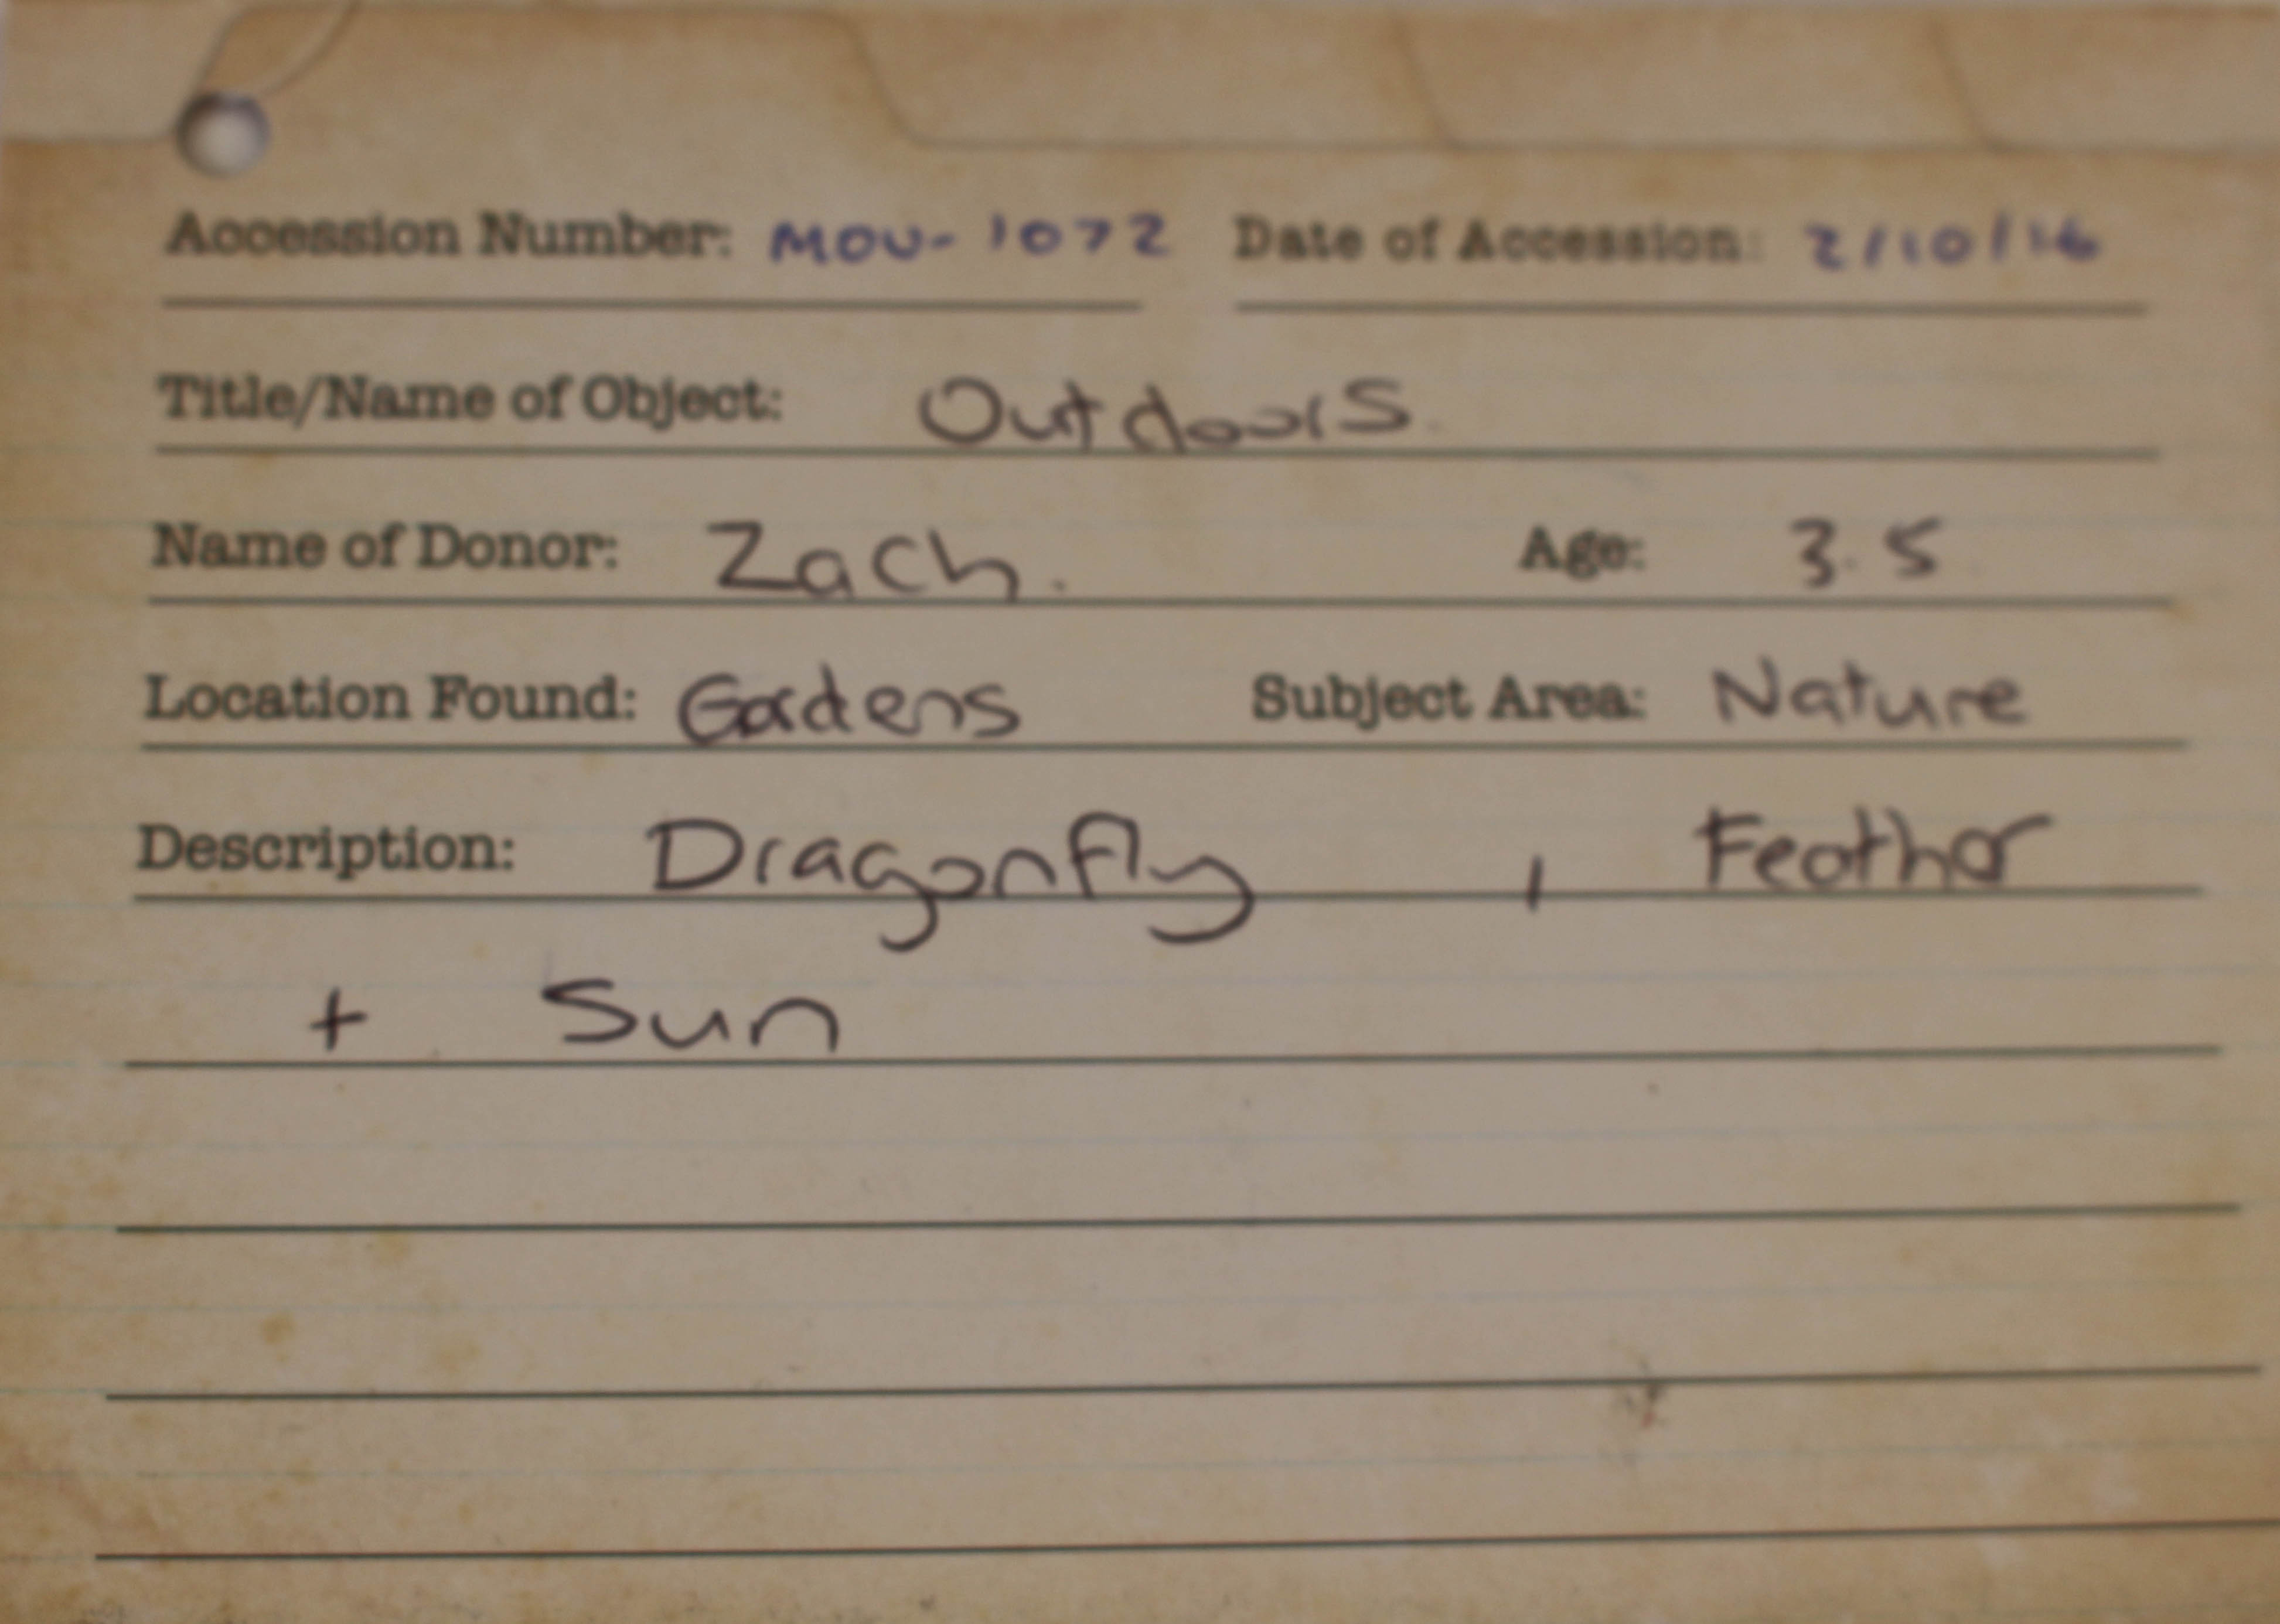 Accession Number: MOU-1072 Date of Accession: 2/10/16
Title/Name of Object: Outdoors.
Name of Donor: Zach. Age: 3.5
Location Found: Gardens Subject Area: Nature
Description: Dragonfly , Feather
+ Sun